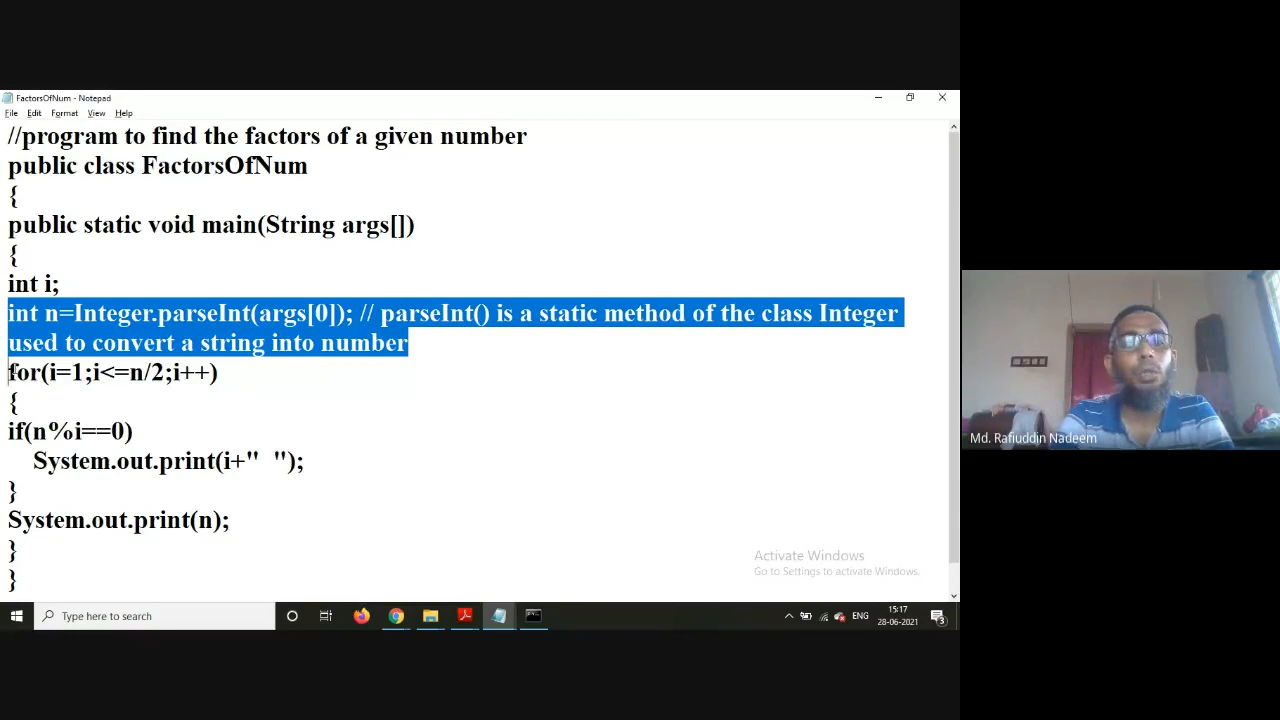 FactorsOfNum - Notepad
File Edit Format View Help
//program to find the factors of a given number
public class FactorsOfNum
{
public static void main(String args[])
{
int i;
int n=Integer.parseInt(args[0]); // parseInt() is a static method of the class Integer
used to convert a string into number
for(i=1;i<=n/2;i++)
{
if(n%i==0)
    System.out.print(i+"  ");
}
System.out.print(n);
}
}
Activate Windows
Go to Settings to activate Windows.
Md. Rafiuddin Nadeem
Type here to search
ENG
15:17
28-06-2021
3